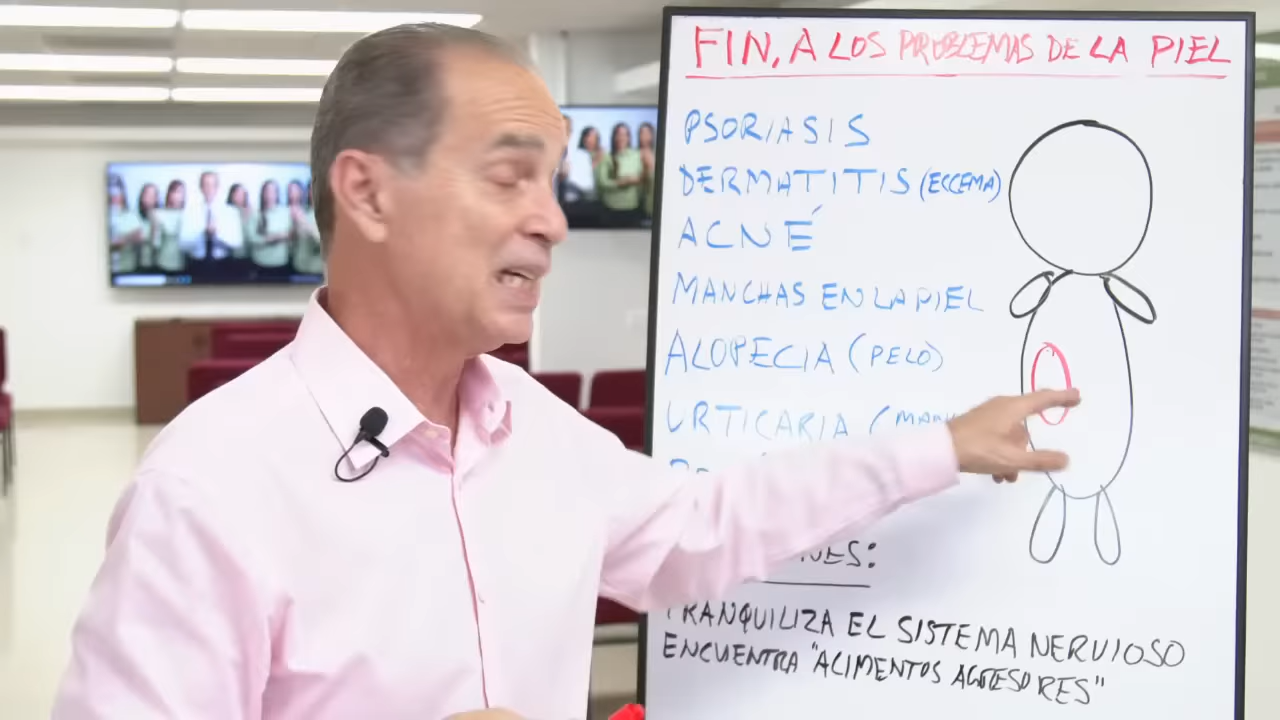 FIN, A LOS PROBLEMAS DE LA PIEL
PSORIASIS
DERMATITIS (ECCEMA)
ACNÉ
MANCHAS EN LA PIEL
ALOPECIA (PELO)
URTICARIA
TRANQUILIZA EL SISTEMA NERVIOSO
ENCUENTRA "ALIMENTOS AGRESORES"